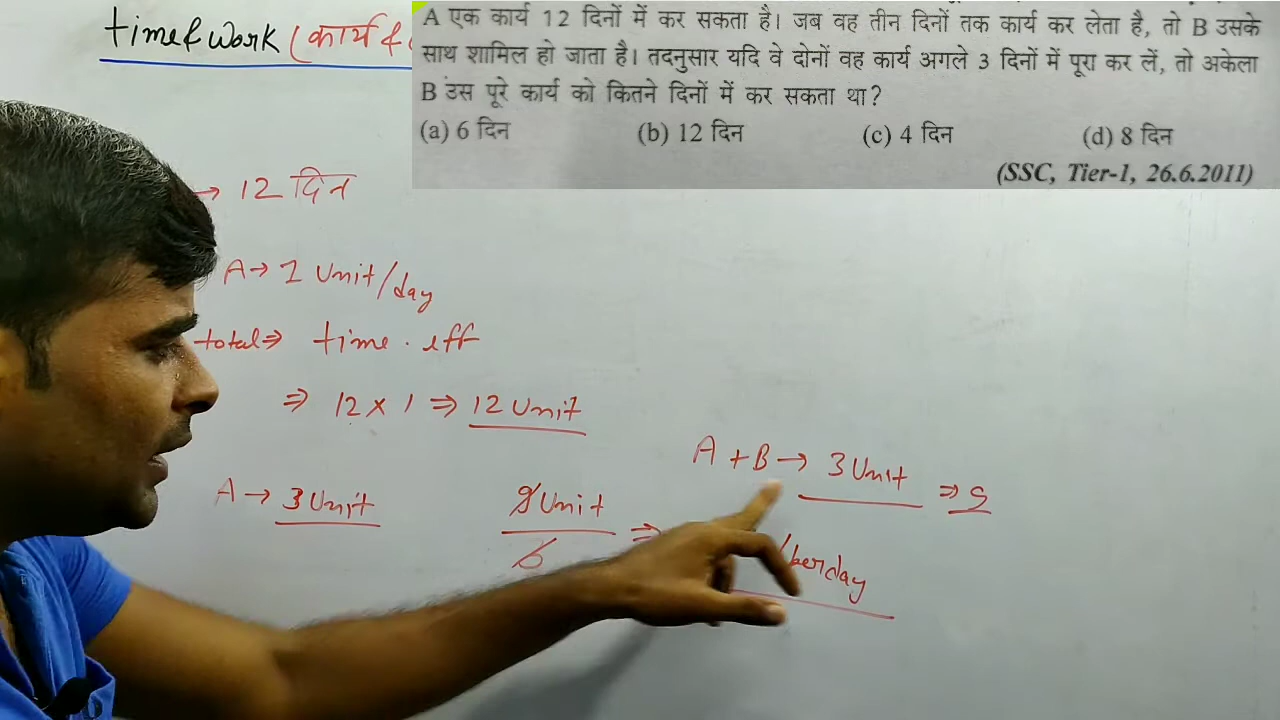 time & work (कार्य &
A एक कार्य 12 दिनों में कर सकता है। जब वह तीन दिनों तक कार्य कर लेता है, तो B उसके
साथ शामिल हो जाता है। तदनुसार यदि वे दोनों वह कार्य अगले 3 दिनों में पूरा कर लें, तो अकेला
B उस पूरे कार्य को कितने दिनों में कर सकता था?
(a) 6 दिन (b) 12 दिन (c) 4 दिन (d) 8 दिन
(SSC, Tier-1, 26.6.2011)
→ 12 दिन
A → 1 Unit/day
total ⇒ time . eff
⇒ 12 × 1 ⇒ 12 Unit
A + B → 3 Unit ⇒ 9
A → 3 Unit
9 Unit ⇒
/perday